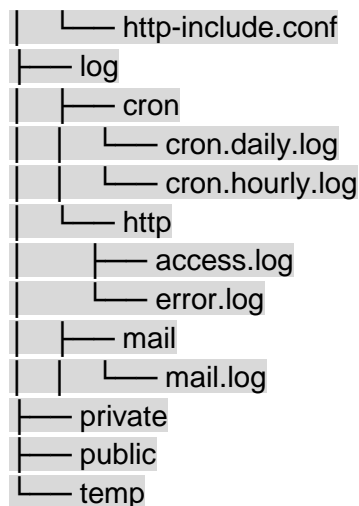 │   └── http-include.conf
├── log
│   ├── cron
│   │   └── cron.daily.log
│   │   └── cron.hourly.log
│   └── http
│       ├── access.log
│       └── error.log
│   ├── mail
│   │   └── mail.log
├── private
├── public
└── temp